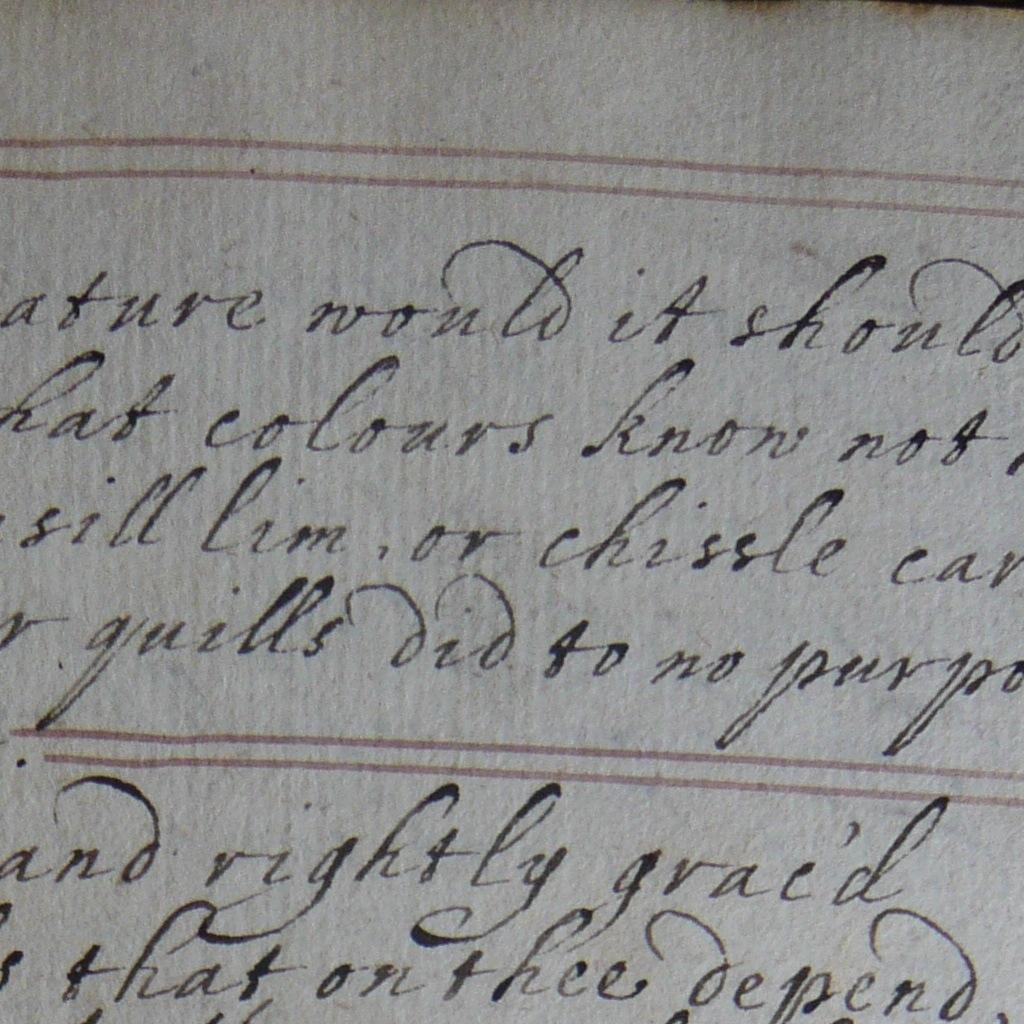 ature would it should
hat colours know not
sill lim, or chissle car
r quills did to no purpo
and rightly grac'd
s that on thee depend,